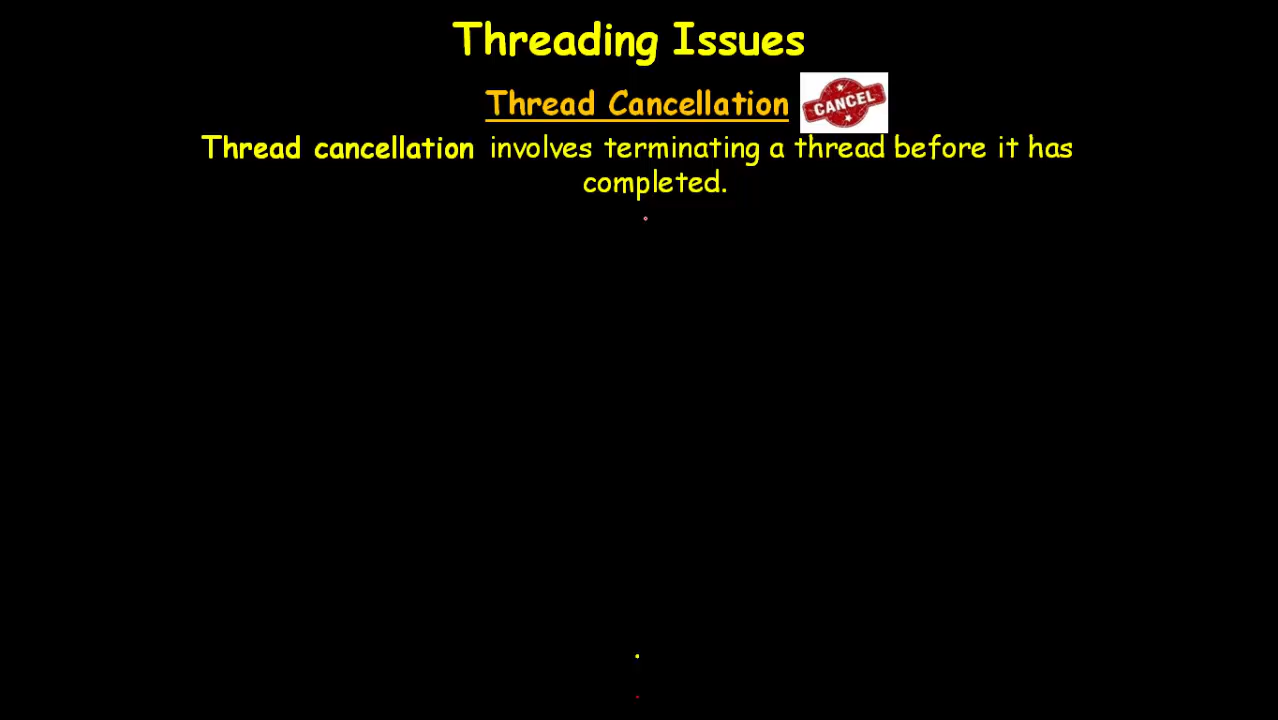 Threading Issues
Thread Cancellation
CANCEL
Thread cancellation involves terminating a thread before it has
completed.